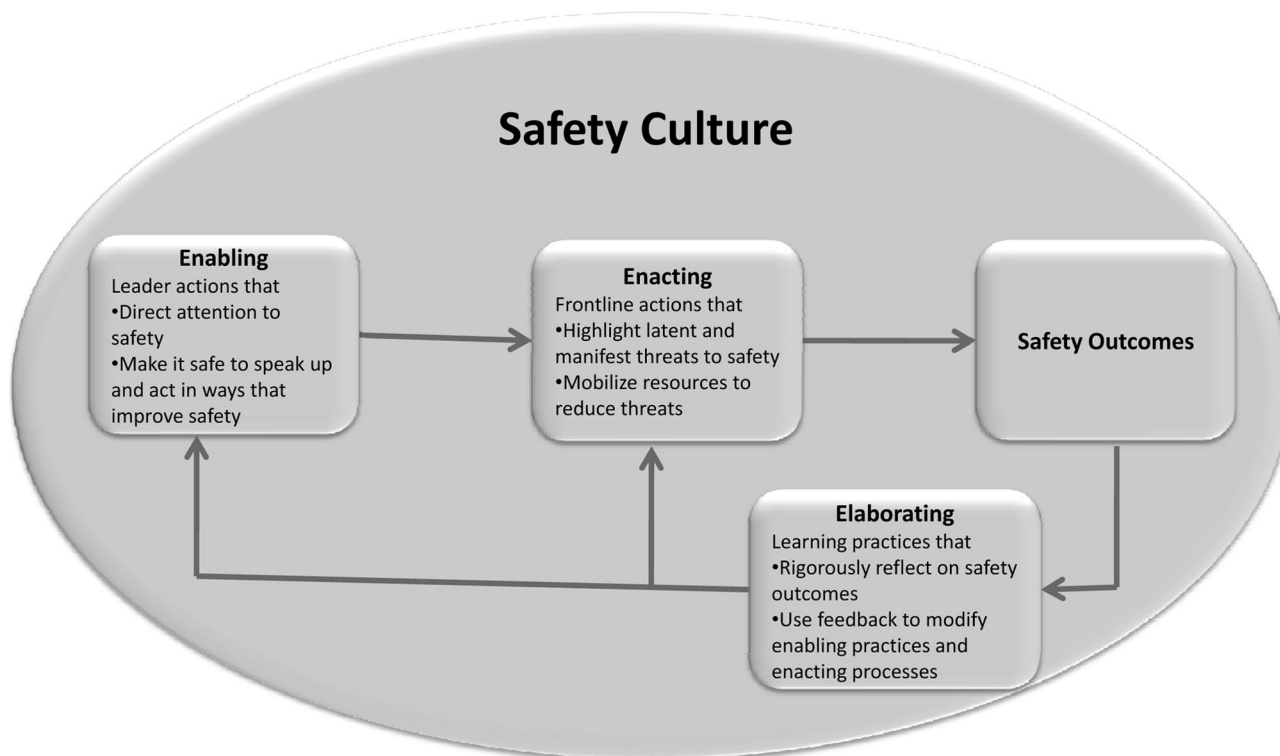 Safety Culture
Enabling
Leader actions that
•Direct attention to
safety
•Make it safe to speak up
and act in ways that
improve safety
Enacting
Frontline actions that
•Highlight latent and
manifest threats to safety
•Mobilize resources to
reduce threats
Safety Outcomes
Elaborating
Learning practices that
•Rigorously reflect on safety
outcomes
•Use feedback to modify
enabling practices and
enacting processes